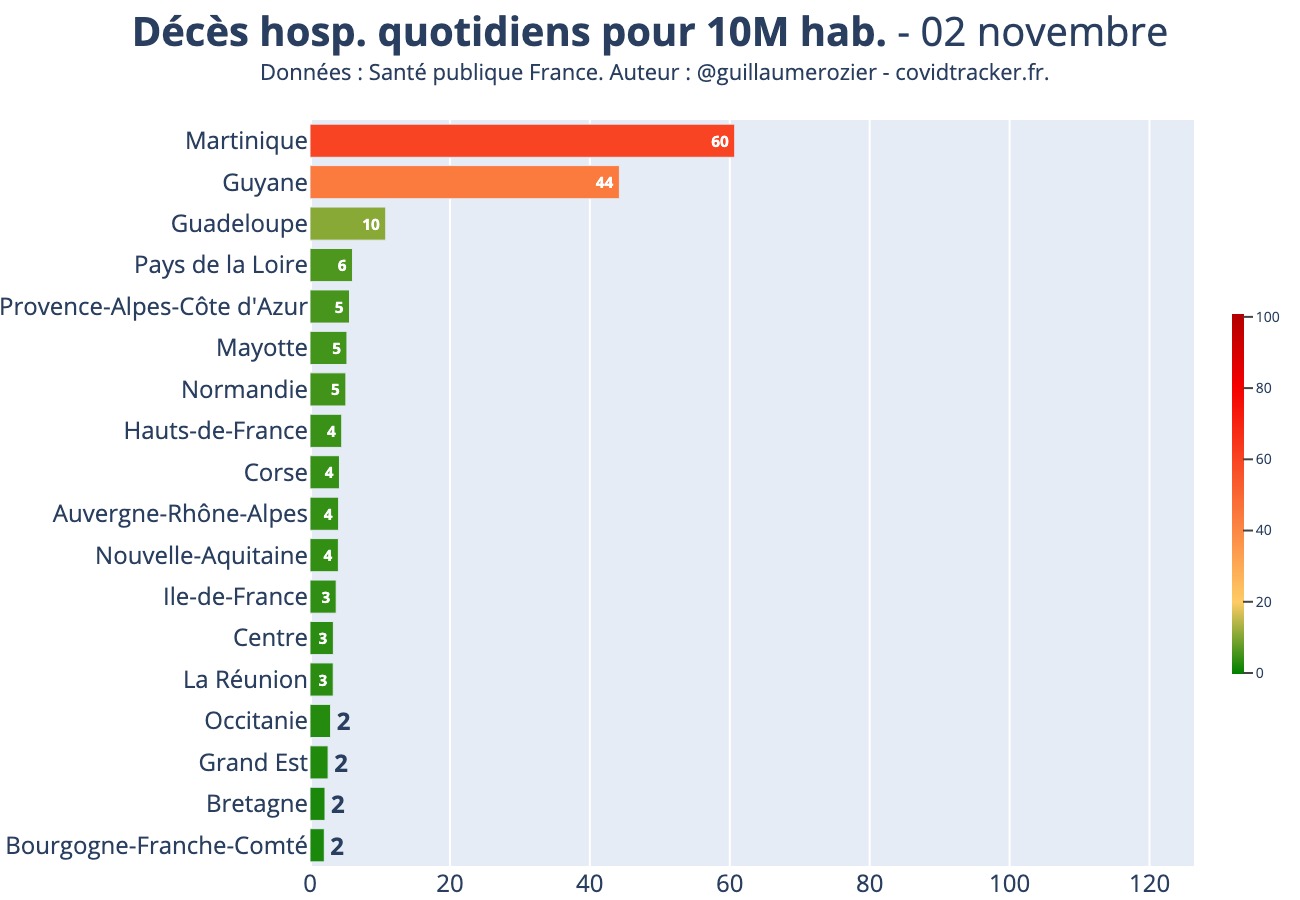 Décès hosp. quotidiens pour 10M hab. - 02 novembre
Données : Santé publique France. Auteur : @guillaumerozier - covidtracker.fr.
Martinique 60
Guyane 44
Guadeloupe 10
Pays de la Loire 6
Provence-Alpes-Côte d'Azur 5
Mayotte 5
Normandie 5
Hauts-de-France 4
Corse 4
Auvergne-Rhône-Alpes 4
Nouvelle-Aquitaine 4
Ile-de-France 3
Centre 3
La Réunion 3
Occitanie 2
Grand Est 2
Bretagne 2
Bourgogne-Franche-Comté 2
0 20 40 60 80 100 120
100
80
60
40
20
0